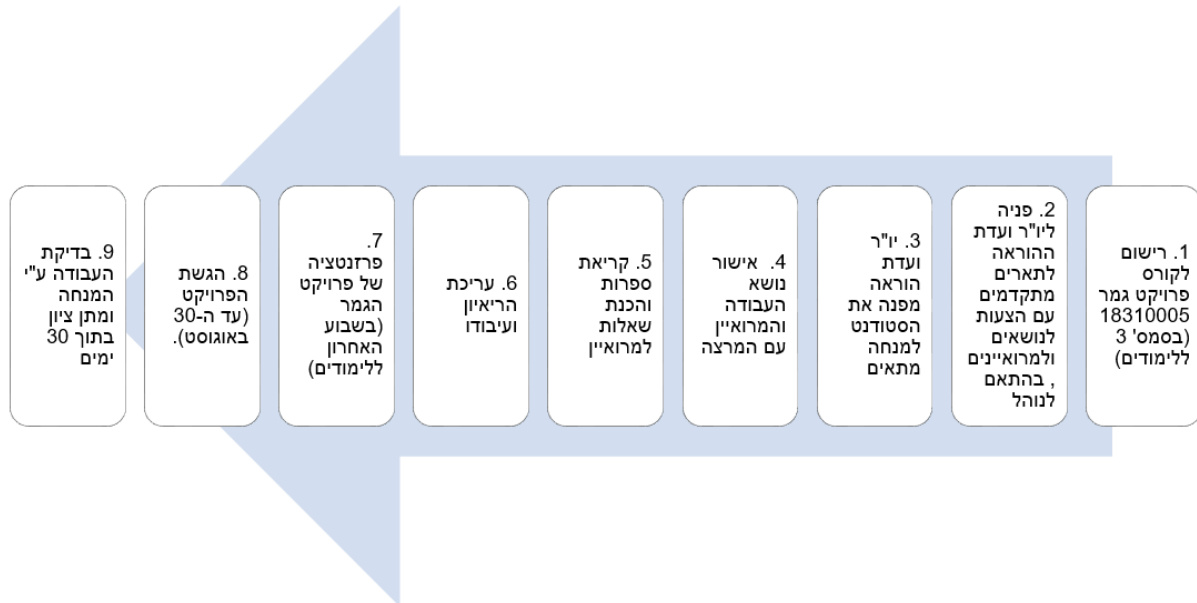 1. רישום
לקורס
פרויקט גמר
18310005
(בסמס' 3
ללימודים)
2. פניה
ליו"ר ועדת
ההוראה
לתארים
מתקדמים
עם הצעות
לנושאים
ולמרואיינים
, בהתאם
לנוהל
3. יו"ר
ועדת
הוראה
מפנה את
הסטודנט
למנחה
מתאים
4. אישור
נושא
העבודה
והמרואיין
עם המרצה
5. קריאת
ספרות
והכנת
שאלות
למרואיין
6. עריכת
הריאיון
ועיבודו
7.
פרזנטציה
של פרויקט
הגמר
(בשבוע
האחרון
ללימודים)
8. הגשת
הפרויקט
(עד ה-30
באוגוסט).
9. בדיקת
העבודה ע"י
המנחה
ומתן ציון
בתוך 30
ימים